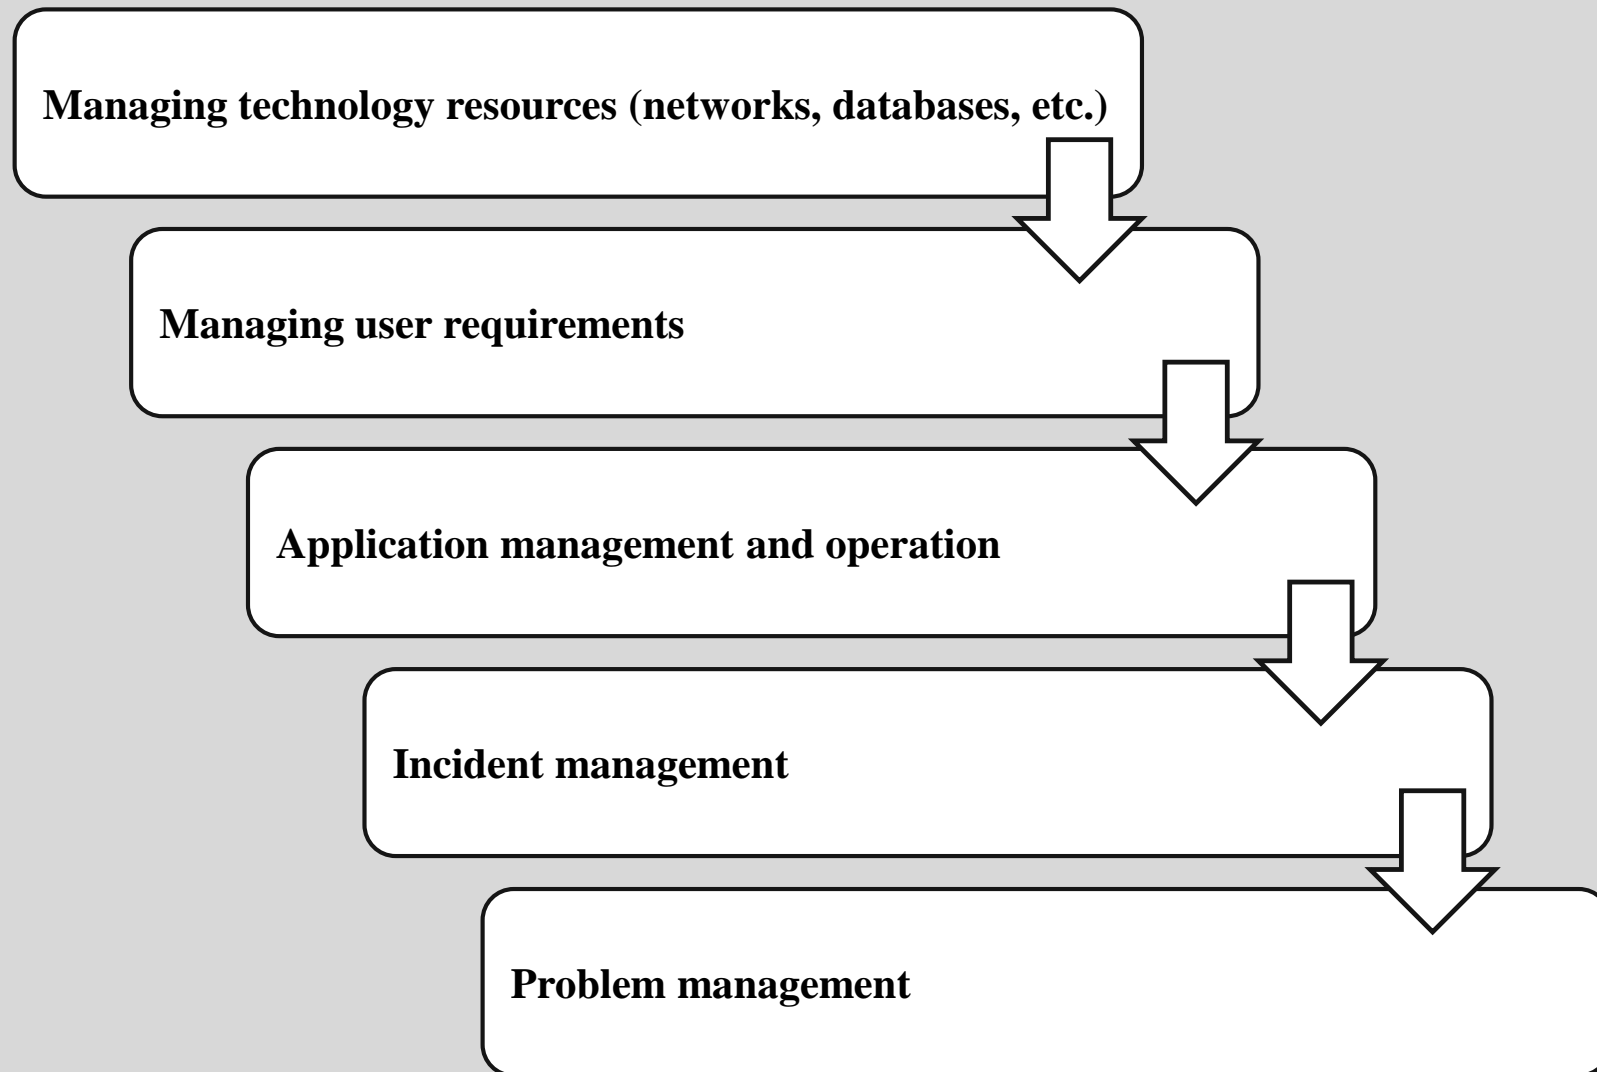 Managing technology resources (networks, databases, etc.)
Managing user requirements
Application management and operation
Incident management
Problem management